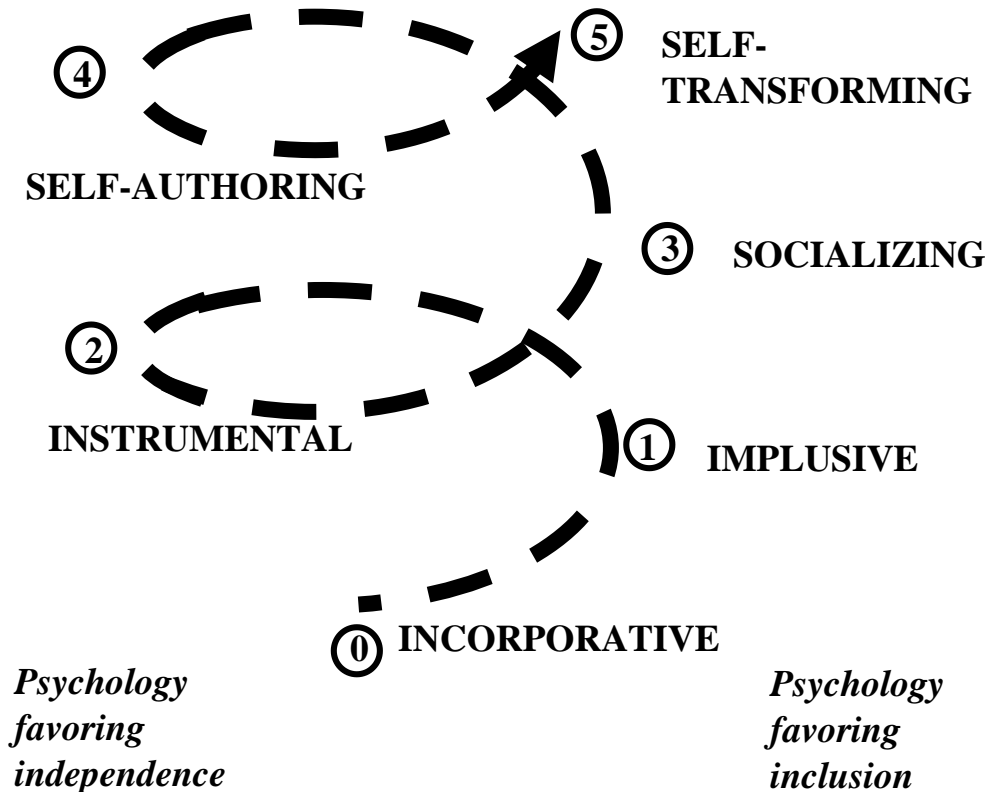 5 SELF-
TRANSFORMING
4
SELF-AUTHORING
3 SOCIALIZING
2
INSTRUMENTAL
1 IMPLUSIVE
0 INCORPORATIVE
Psychology
favoring
independence
Psychology
favoring
inclusion